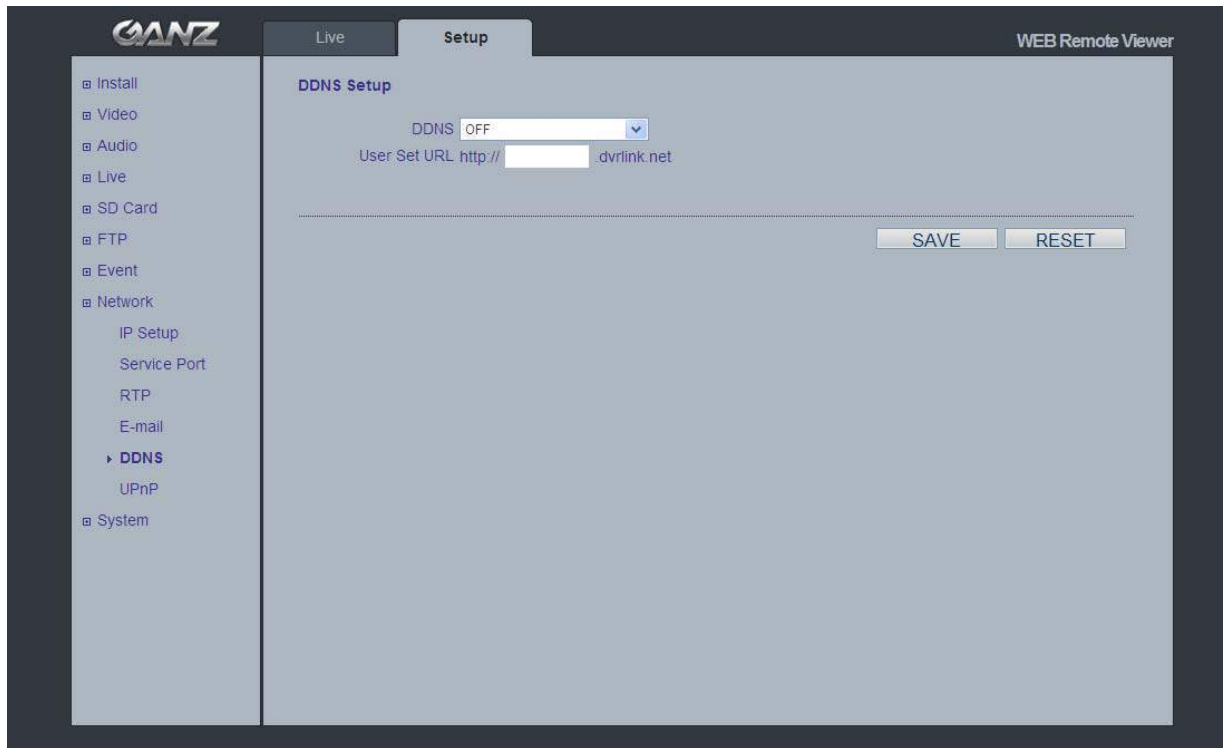 GANZ
Live
Setup
WEB Remote Viewer
Install
Video
Audio
Live
SD Card
FTP
Event
Network
IP Setup
Service Port
RTP
E-mail
DDNS
UPnP
System
DDNS Setup
DDNS OFF
User Set URL http:// .dvrlink.net
SAVE RESET